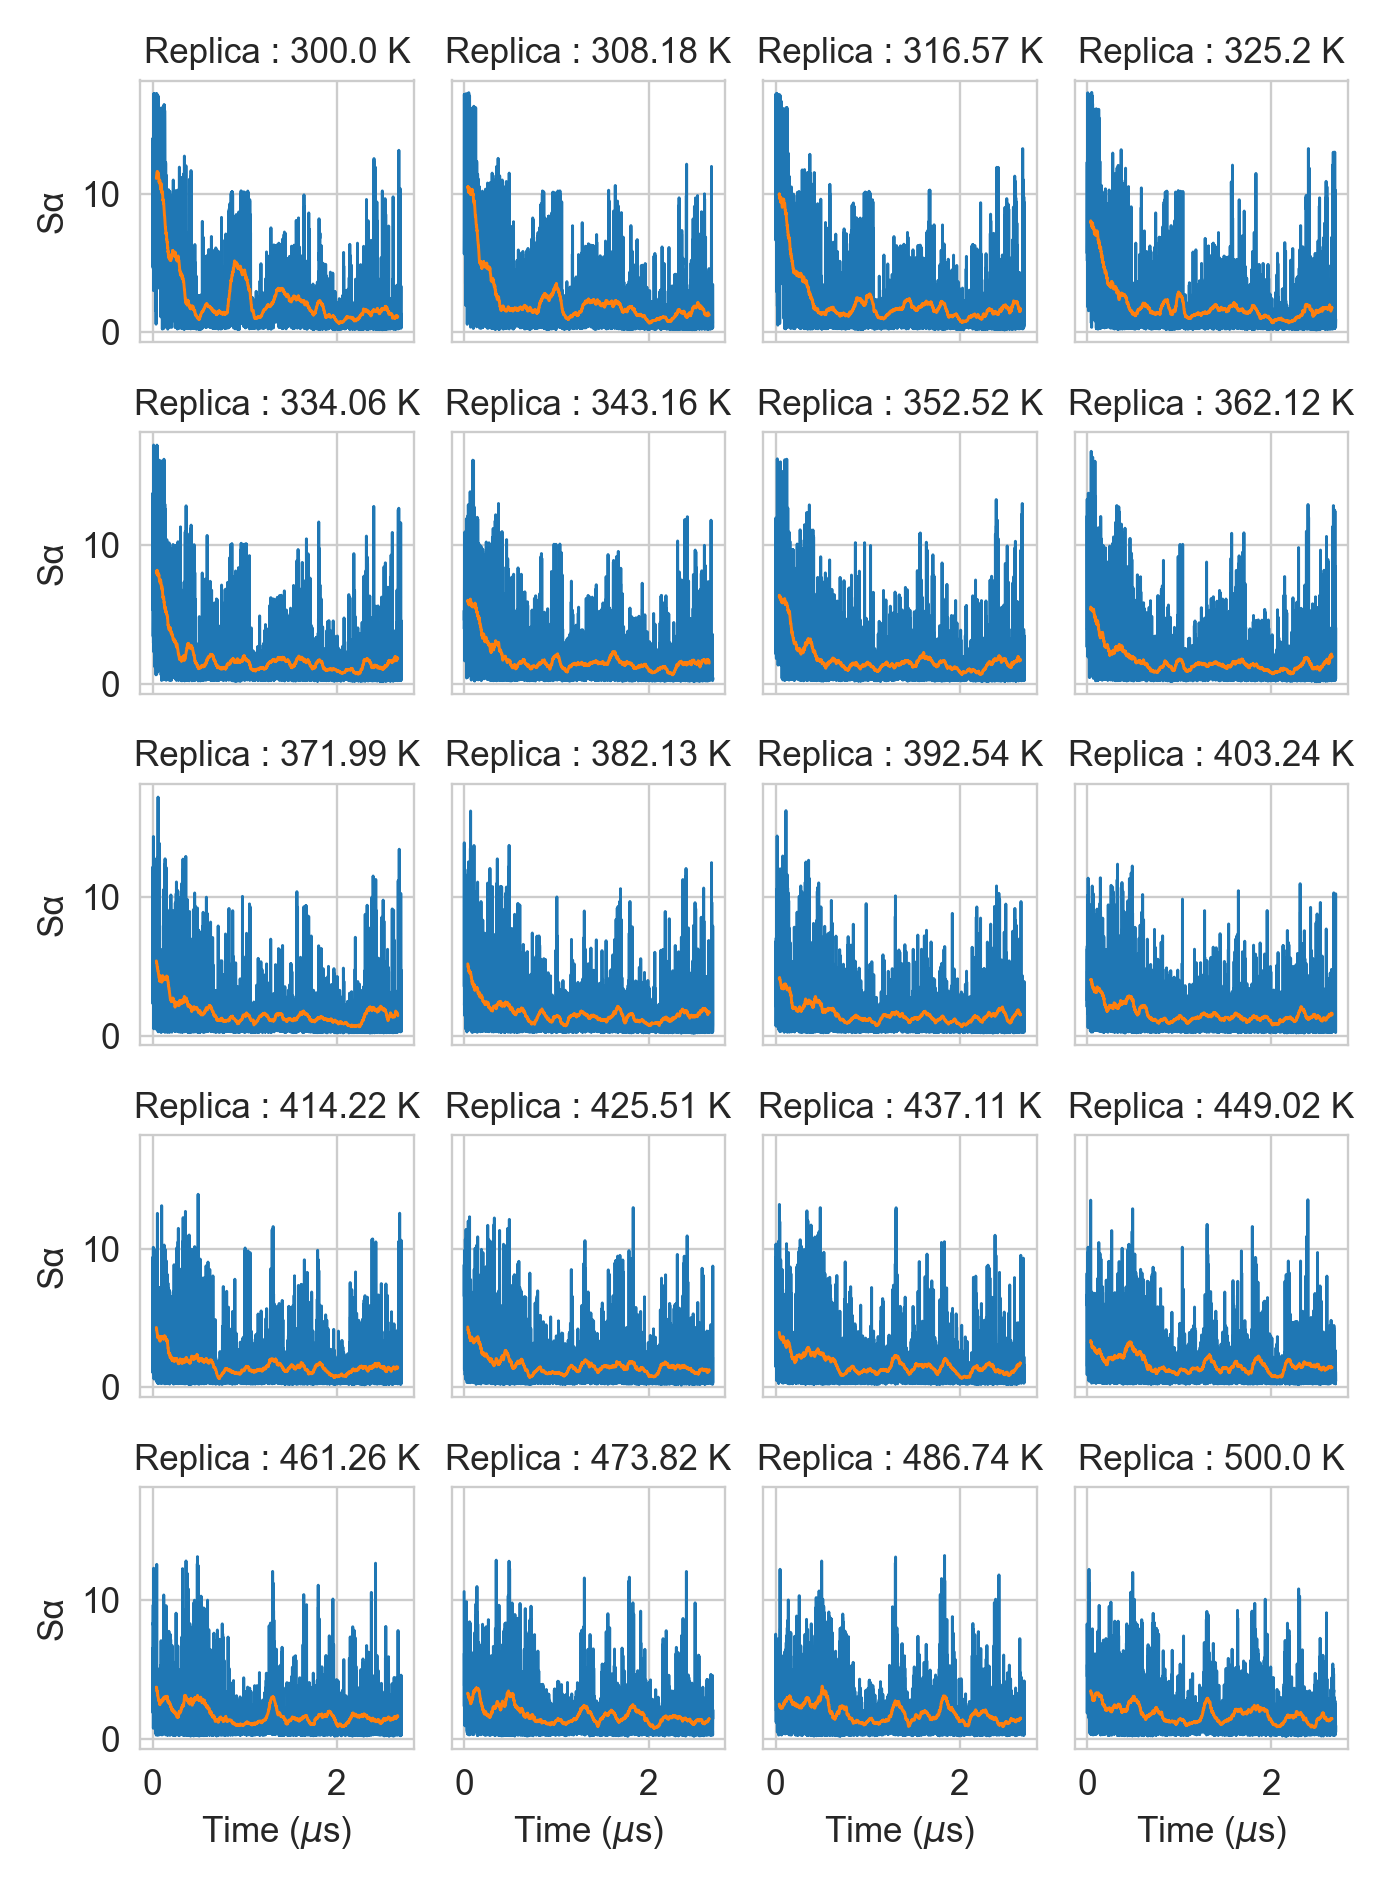 Replica : 300.0 K
Replica : 308.18 K
Replica : 316.57 K
Replica : 325.2 K
Sα
10
0
Replica : 334.06 K
Replica : 343.16 K
Replica : 352.52 K
Replica : 362.12 K
Sα
10
0
Replica : 371.99 K
Replica : 382.13 K
Replica : 392.54 K
Replica : 403.24 K
Sα
10
0
Replica : 414.22 K
Replica : 425.51 K
Replica : 437.11 K
Replica : 449.02 K
Sα
10
0
Replica : 461.26 K
Replica : 473.82 K
Replica : 486.74 K
Replica : 500.0 K
Sα
10
0
0 2
0 2
0 2
0 2
Time (μs)
Time (μs)
Time (μs)
Time (μs)